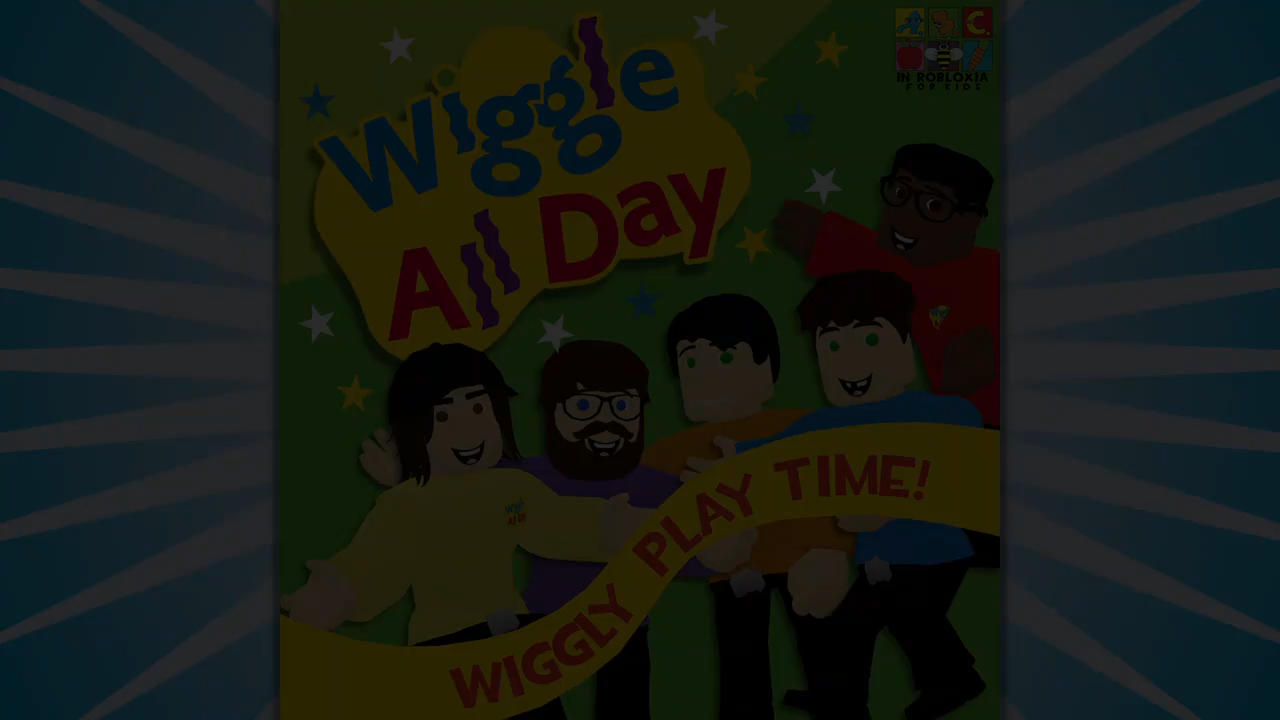 Wiggle
All Day
C.
IN ROBLOXIA
FOR KIDS
WIGGLY PLAY TIME!